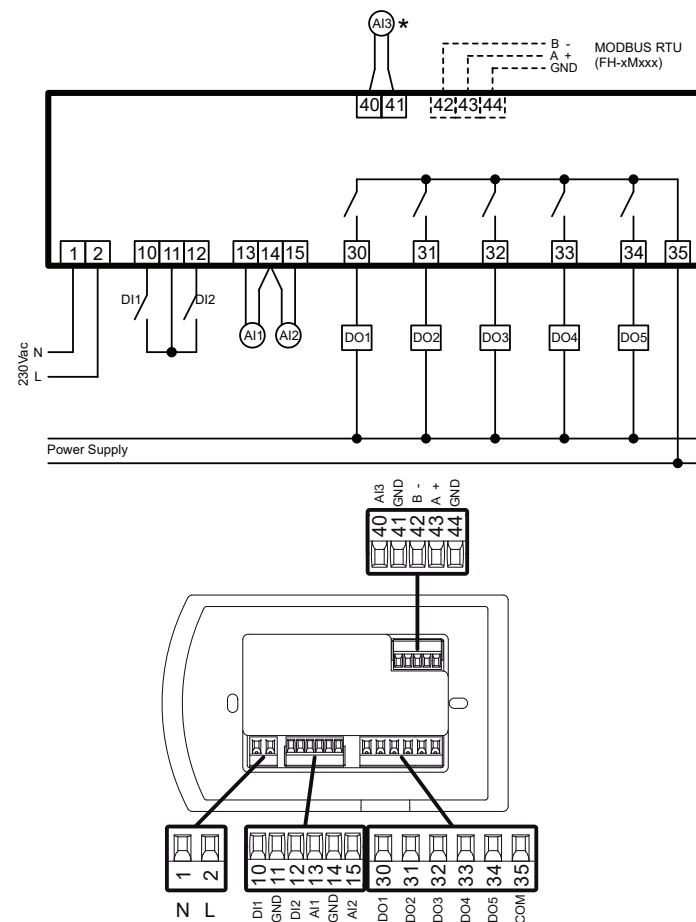 AI3 *
B -
A +
GND
MODBUS RTU
(FH-xMxxx)
40 41 42 43 44
1 2 10 11 12 13 14 15 30 31 32 33 34 35
DI1 DI2
AI1 AI2
DO1 DO2 DO3 DO4 DO5
230Vac
N
L
Power Supply
AI3 GND B - A + GND
40 41 42 43 44
1 2
N L
10 11 12 13 14 15
DI1 GND DI2 AI1 GND AI2
30 31 32 33 34 35
DO1 DO2 DO3 DO4 DO5 COM